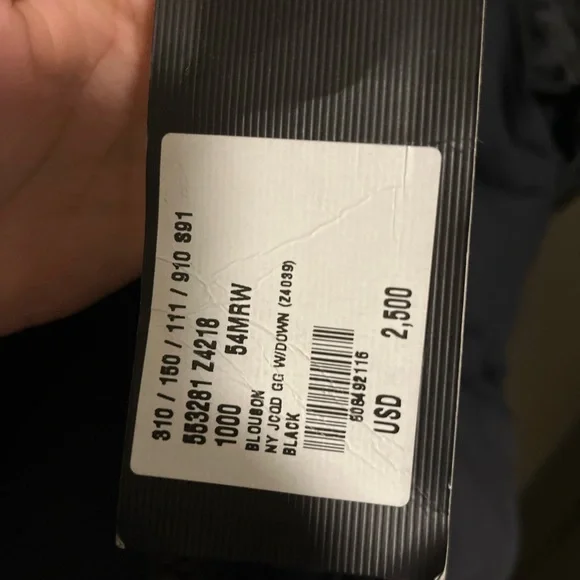 310 / 150 / 111 / 910 S91
553281 Z4218
1000 54MRW
BLOUSON
NY JCQD GG W/DOWN (Z4039)
BLACK
506492116
USD 2,500